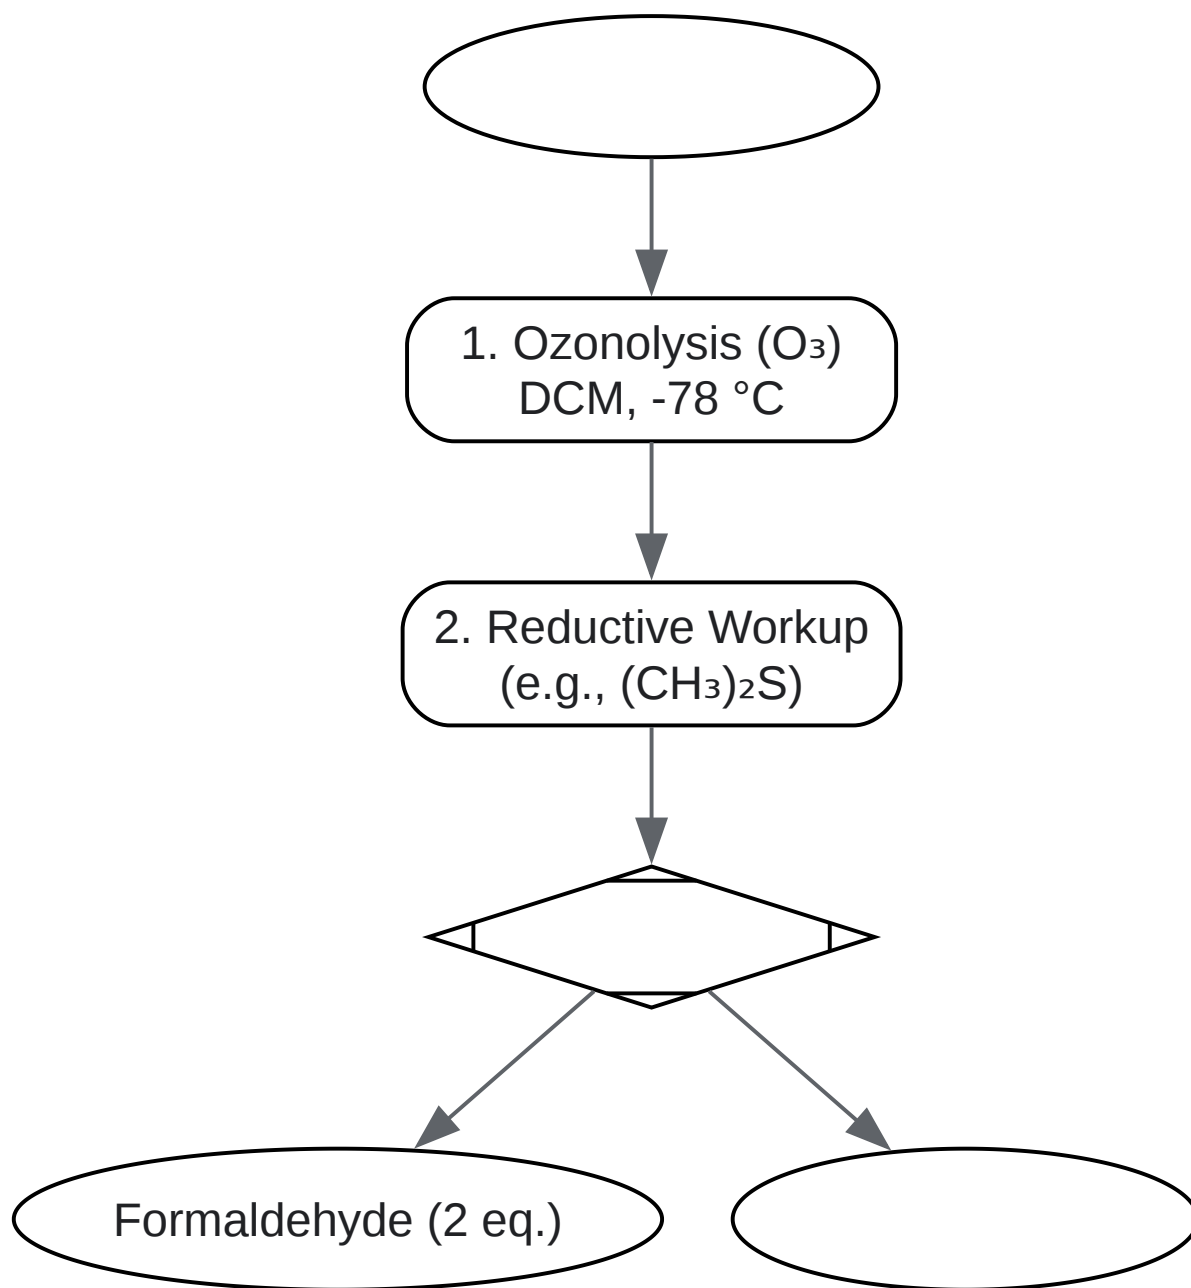 1. Ozonolysis (O₃)
DCM, -78 °C
2. Reductive Workup
(e.g., (CH₃)₂S)
Formaldehyde (2 eq.)